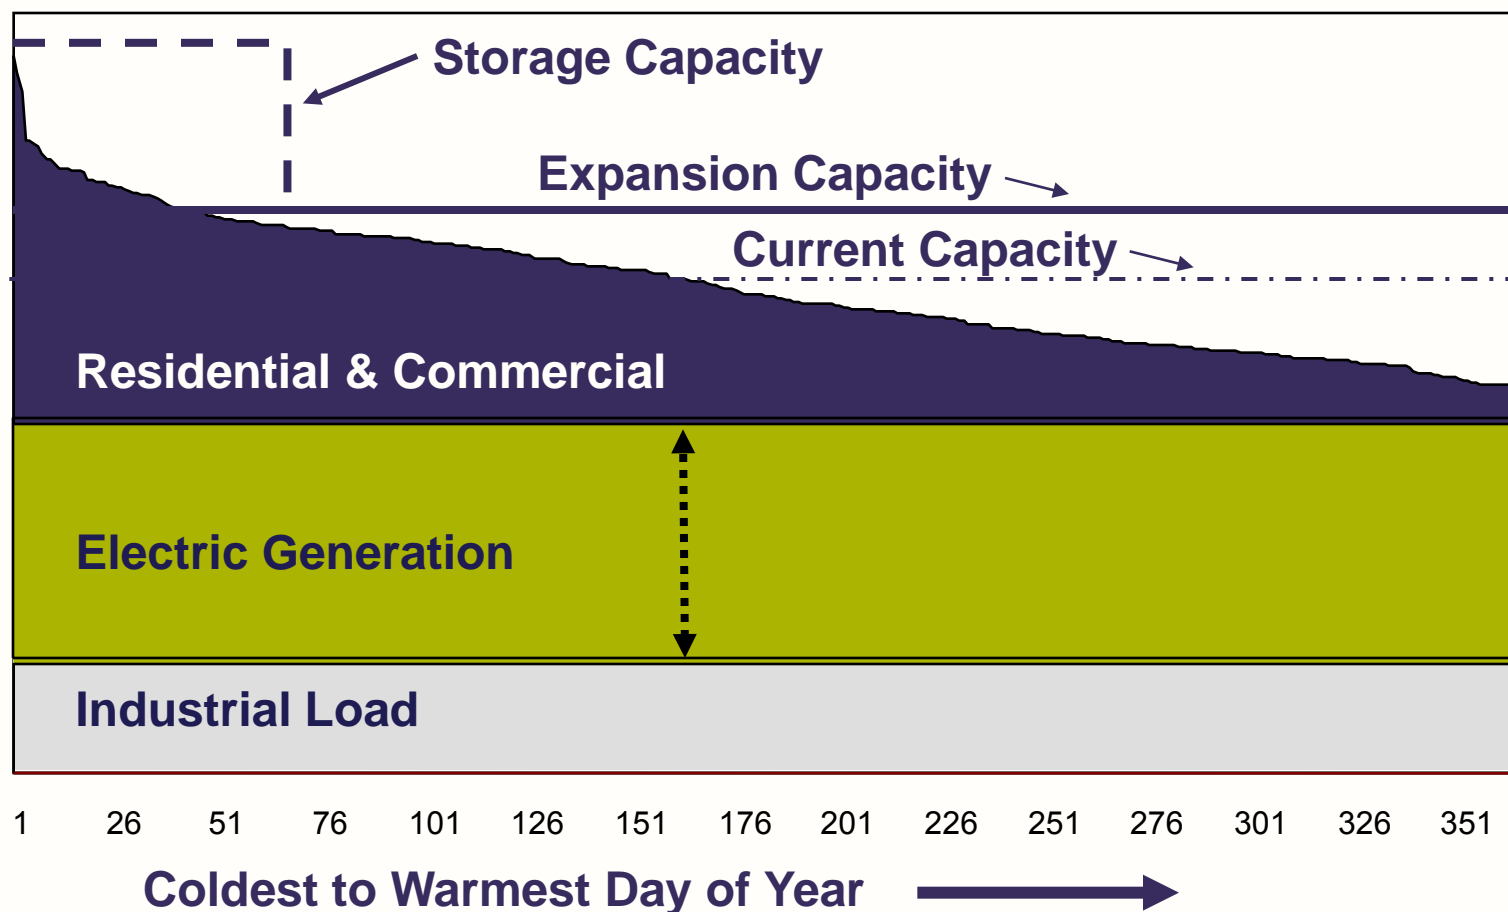 Storage Capacity
Expansion Capacity
Current Capacity
Residential & Commercial
Electric Generation
Industrial Load
1 26 51 76 101 126 151 176 201 226 251 276 301 326 351
Coldest to Warmest Day of Year